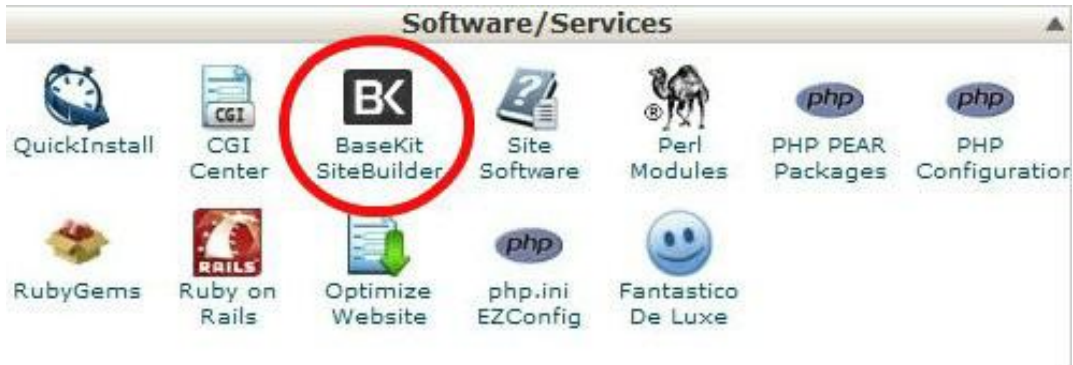 Software/Services
CGI
BK
®
php
php
QuickInstall
CGI
Center
BaseKit
SiteBuilder
Site
Software
Perl
Modules
PHP PEAR
Packages
PHP
Configuration
RAILS
php
RubyGems
Ruby on
Rails
Optimize
Website
php.ini
EZConfig
Fantastico
De Luxe